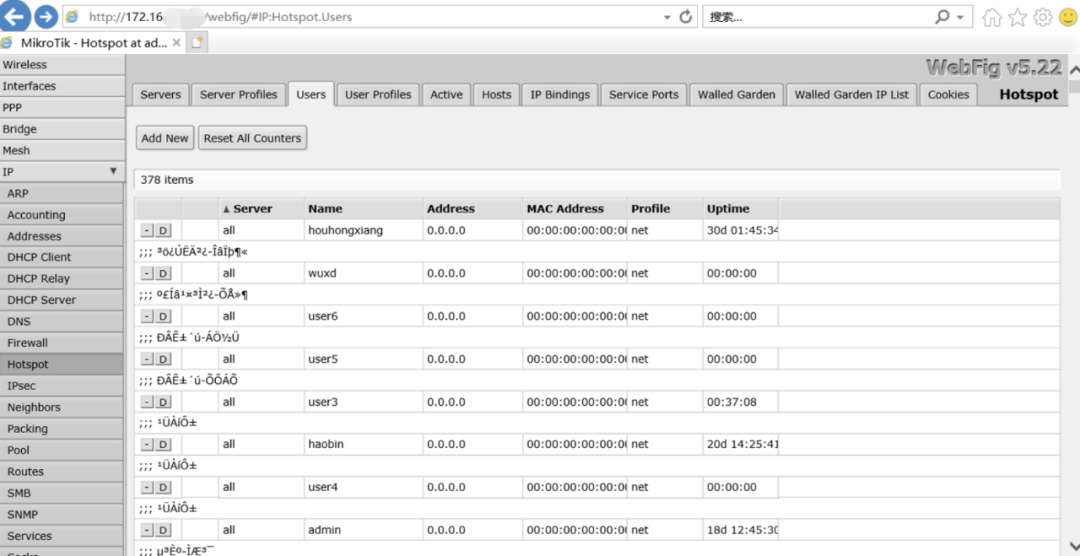 http://172.16 /webfig/#IP:Hotspot.Users
搜索...
MikroTik - Hotspot at ad...
WebFig v5.22
Wireless
Interfaces
PPP
Bridge
Mesh
IP
ARP
Accounting
Addresses
DHCP Client
DHCP Relay
DHCP Server
DNS
Firewall
Hotspot
IPsec
Neighbors
Packing
Pool
Routes
SMB
SNMP
Services
Servers Server Profiles Users User Profiles Active Hosts IP Bindings Service Ports Walled Garden Walled Garden IP List Cookies Hotspot
Add New Reset All Counters
378 items
Server Name Address MAC Address Profile Uptime
- D all houhongxiang 0.0.0.0 00:00:00:00:00:0 net 30d 01:45:34
;;; ³ö¿ÚËÄ²¿-ÎâÏþ¶«
- D all wuxd 0.0.0.0 00:00:00:00:00:0 net 00:00:00
;;; º£Íâ¹¤³Ì²¿-ÕÅ»¶
- D all user6 0.0.0.0 00:00:00:00:00:0 net 00:00:00
;;; ÐÂÊ±´ú-ÁÖ½Ü
- D all user5 0.0.0.0 00:00:00:00:00:0 net 00:00:00
;;; ÐÂÊ±´ú-ÕÔÁÕ
- D all user3 0.0.0.0 00:00:00:00:00:0 net 00:37:08
;;; ¹ÜÀíÔ±
- D all haobin 0.0.0.0 00:00:00:00:00:0 net 20d 14:25:41
;;; ¹ÜÀíÔ±
- D all user4 0.0.0.0 00:00:00:00:00:0 net 00:00:00
;;; ¹ÜÀíÔ±
- D all admin 0.0.0.0 00:00:00:00:00:0 net 18d 12:45:30
;;; µ³Èº-ÌÆ³¯